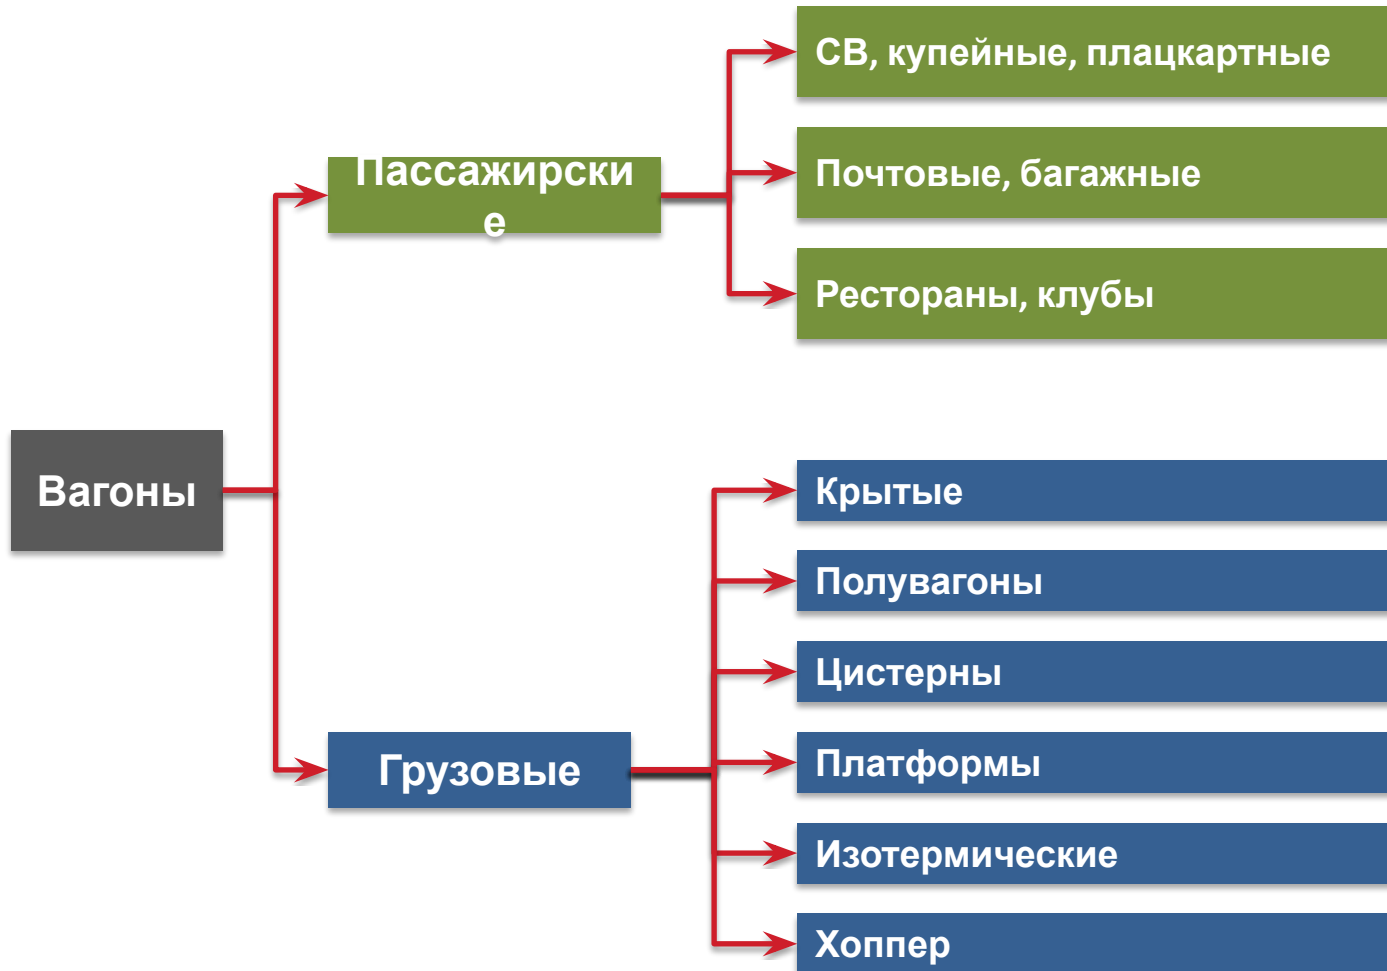 СВ, купейные, плацкартные
Пассажирски
е
Почтовые, багажные
Рестораны, клубы
Вагоны
Крытые
Полувагоны
Цистерны
Грузовые
Платформы
Изотермические
Хоппер